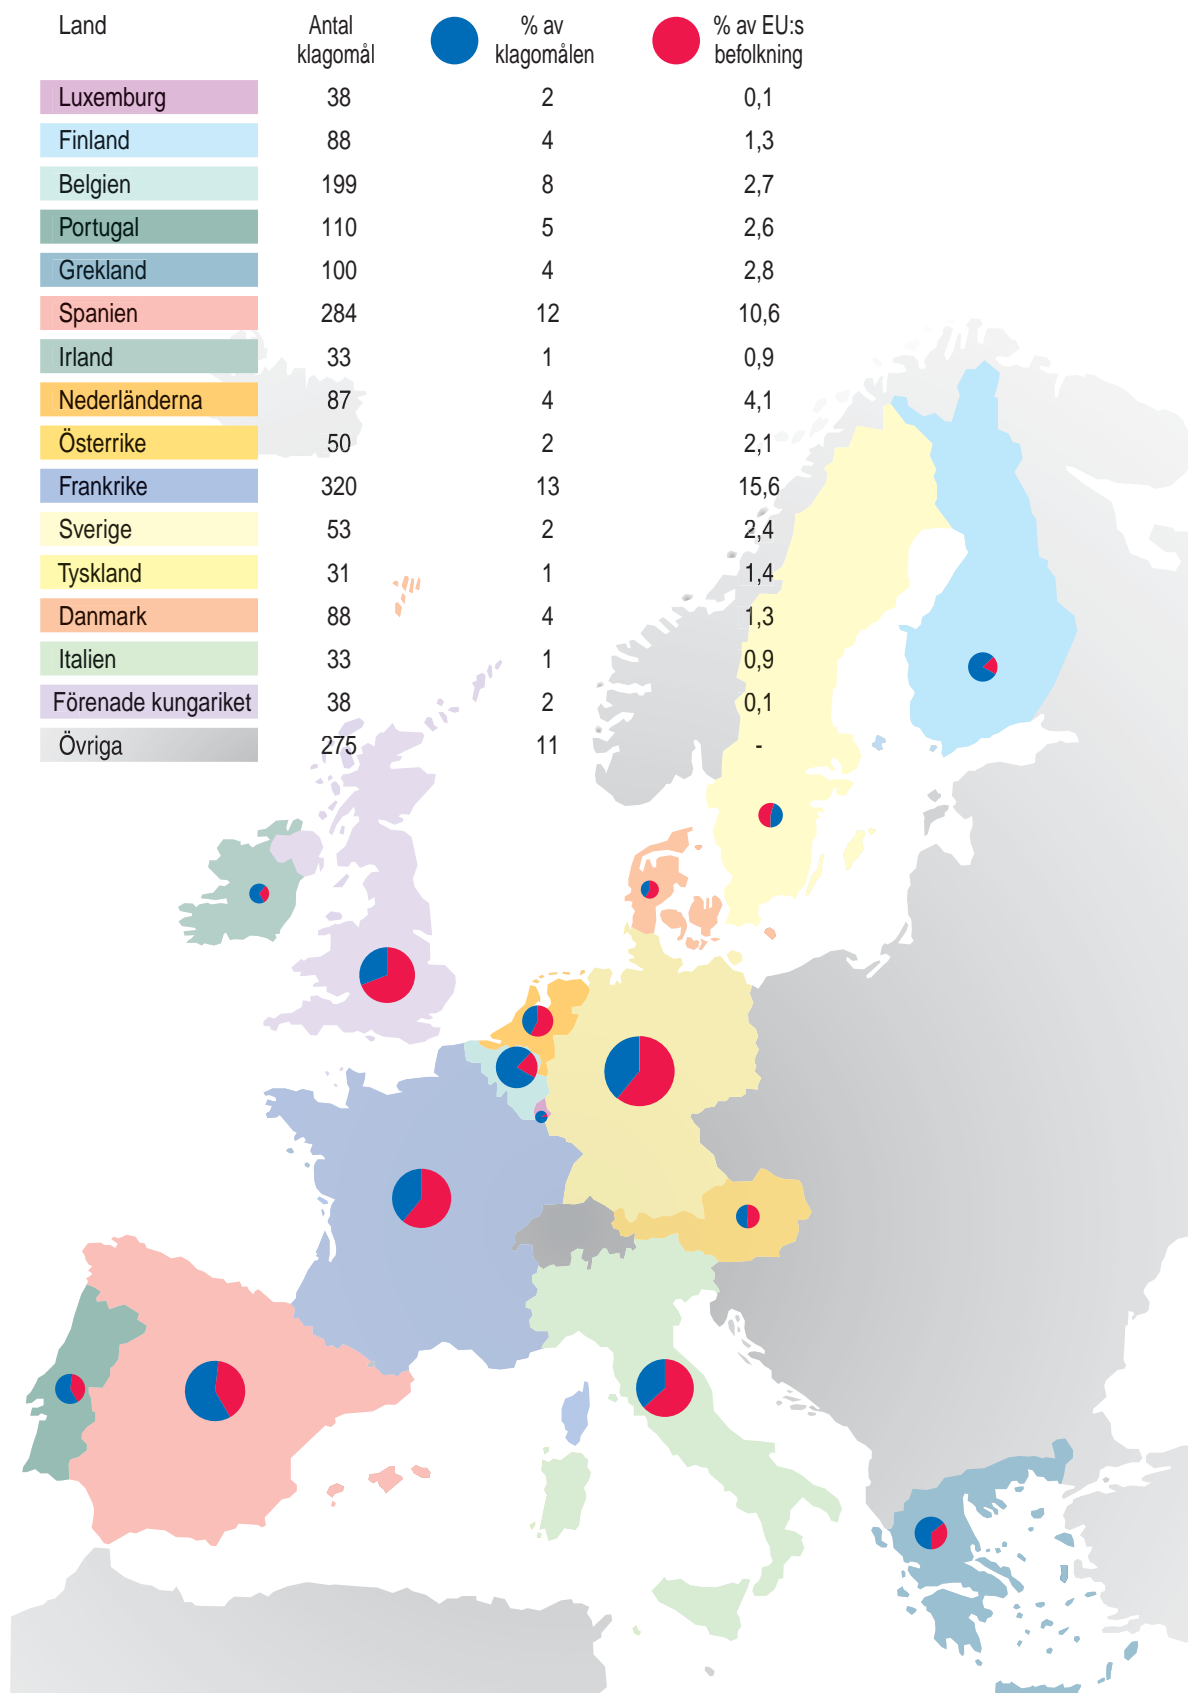 Land Antal % av % av EU:s
klagomål klagomålen befolkning
Luxemburg 38 2 0,1
Finland 88 4 1,3
Belgien 199 8 2,7
Portugal 110 5 2,6
Grekland 100 4 2,8
Spanien 284 12 10,6
Irland 33 1 0,9
Nederländerna 87 4 4,1
Österrike 50 2 2,1
Frankrike 320 13 15,6
Sverige 53 2 2,4
Tyskland 31 1 1,4
Danmark 88 4 1,3
Italien 33 1 0,9
Förenade kungariket 38 2 0,1
Övriga 275 11 -